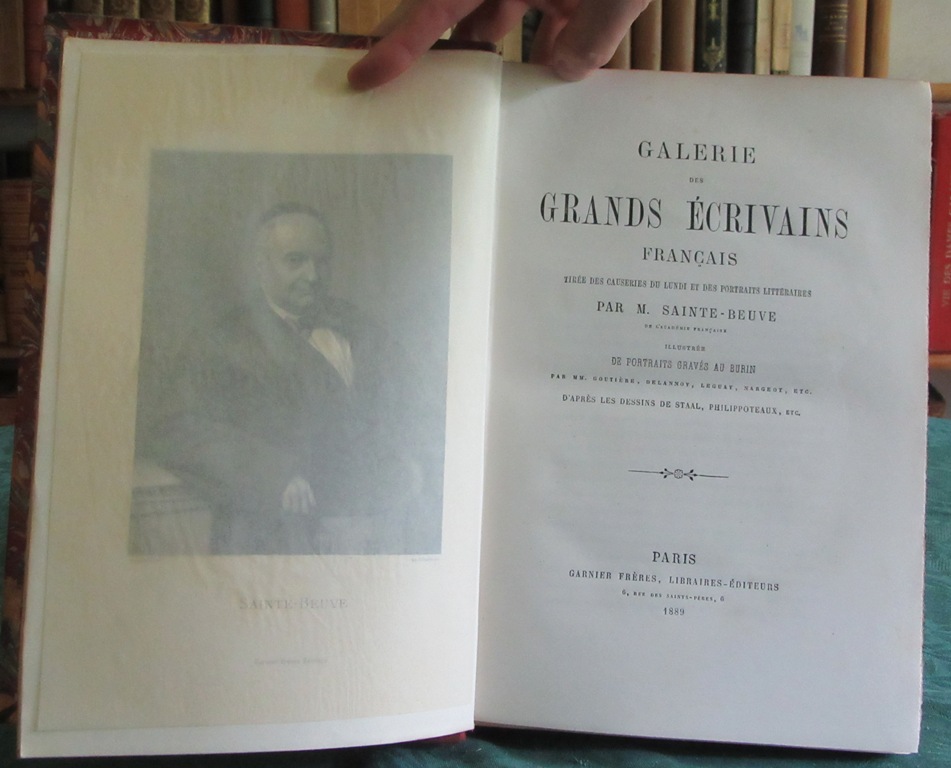 SAINTE-BEUVE
GALERIE
DES
GRANDS ÉCRIVAINS
FRANÇAIS
TIRÉE DES CAUSERIES DU LUNDI ET DES PORTRAITS LITTÉRAIRES
PAR M. SAINTE-BEUVE
DE L'ACADÉMIE FRANÇAISE
ILLUSTRÉE
DE PORTRAITS GRAVÉS AU BURIN
PAR MM. GOUTIÈRE, DELANNOY, LEGUAY, NARGEOT, ETC.
D'APRÈS LES DESSINS DE STAAL, PHILIPPOTEAUX, ETC.
PARIS
GARNIER FRÈRES, LIBRAIRES-ÉDITEURS
6, RUE DES SAINTS-PÈRES, 6
1889